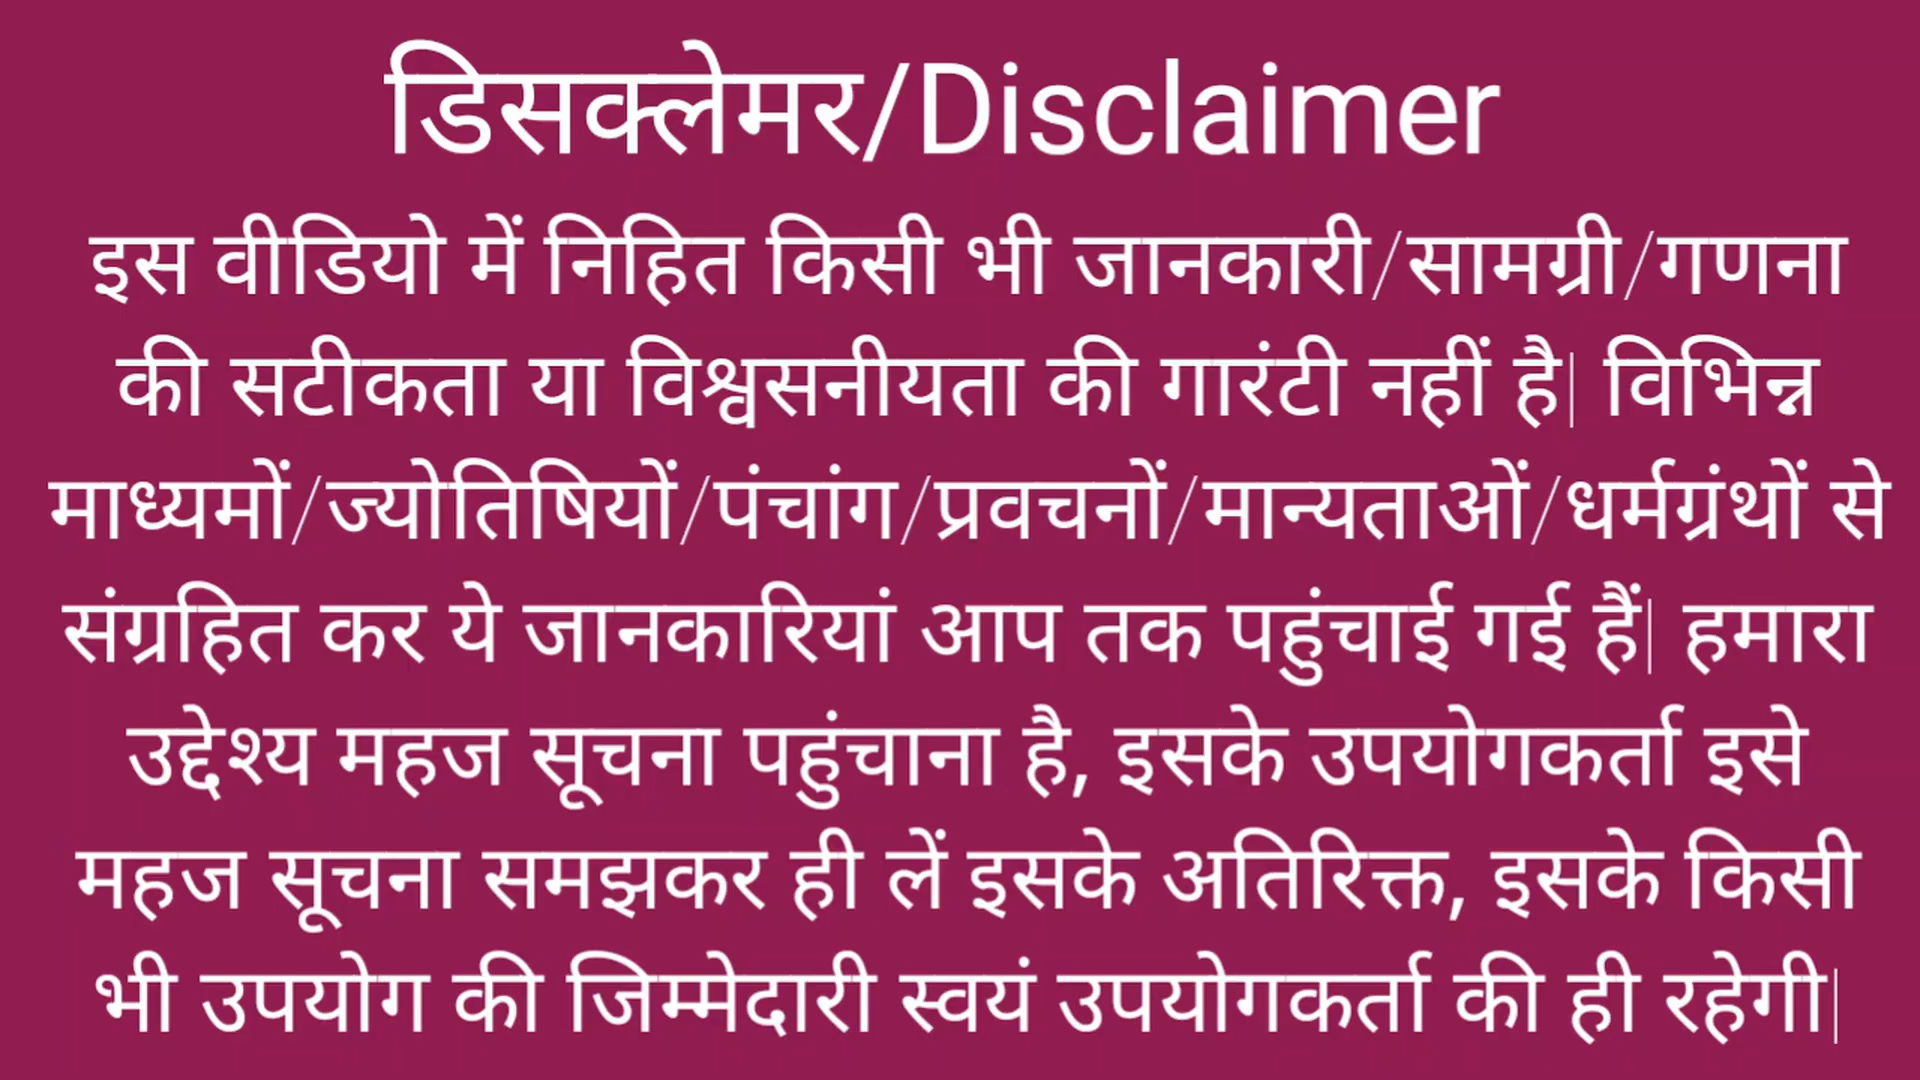 डिसक्लेमर/Disclaimer
इस वीडियो में निहित किसी भी जानकारी/सामग्री/गणना
की सटीकता या विश्वसनीयता की गारंटी नहीं है| विभिन्न
माध्यमों/ज्योतिषियों/पंचांग/प्रवचनों/मान्यताओं/धर्मग्रंथों से
संग्रहित कर ये जानकारियां आप तक पहुंचाई गई हैं| हमारा
उद्देश्य महज सूचना पहुंचाना है, इसके उपयोगकर्ता इसे
महज सूचना समझकर ही लें इसके अतिरिक्त, इसके किसी
भी उपयोग की जिम्मेदारी स्वयं उपयोगकर्ता की ही रहेगी|